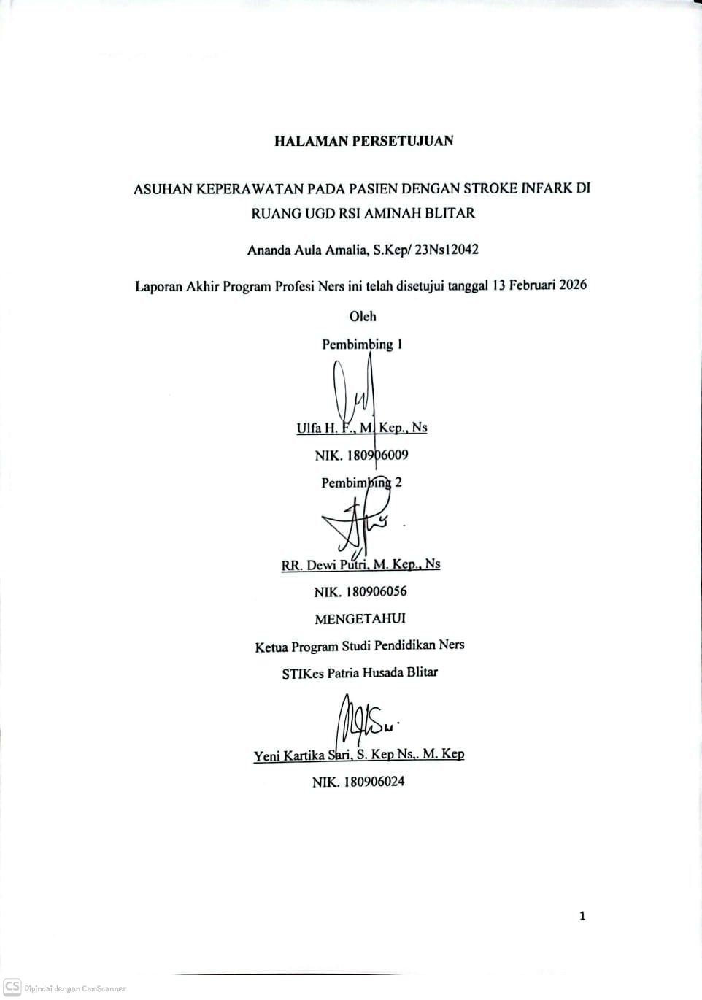 HALAMAN PERSETUJUAN
ASUHAN KEPERAWATAN PADA PASIEN DENGAN STROKE INFARK DI
RUANG UGD RSI AMINAH BLITAR
Ananda Aula Amalia, S.Kep/ 23Ns12042
Laporan Akhir Program Profesi Ners ini telah disetujui tanggal 13 Februari 2026
Oleh
Pembimbing 1
Ulfa H. F., M. Kep., Ns
NIK. 180906009
Pembimbing 2
RR. Dewi Putri, M. Kep., Ns
NIK. 180906056
MENGETAHUI
Ketua Program Studi Pendidikan Ners
STIKes Patria Husada Blitar
Yeni Kartika Sari, S. Kep Ns,. M. Kep
NIK. 180906024
1
CS Dipindai dengan CamScanner